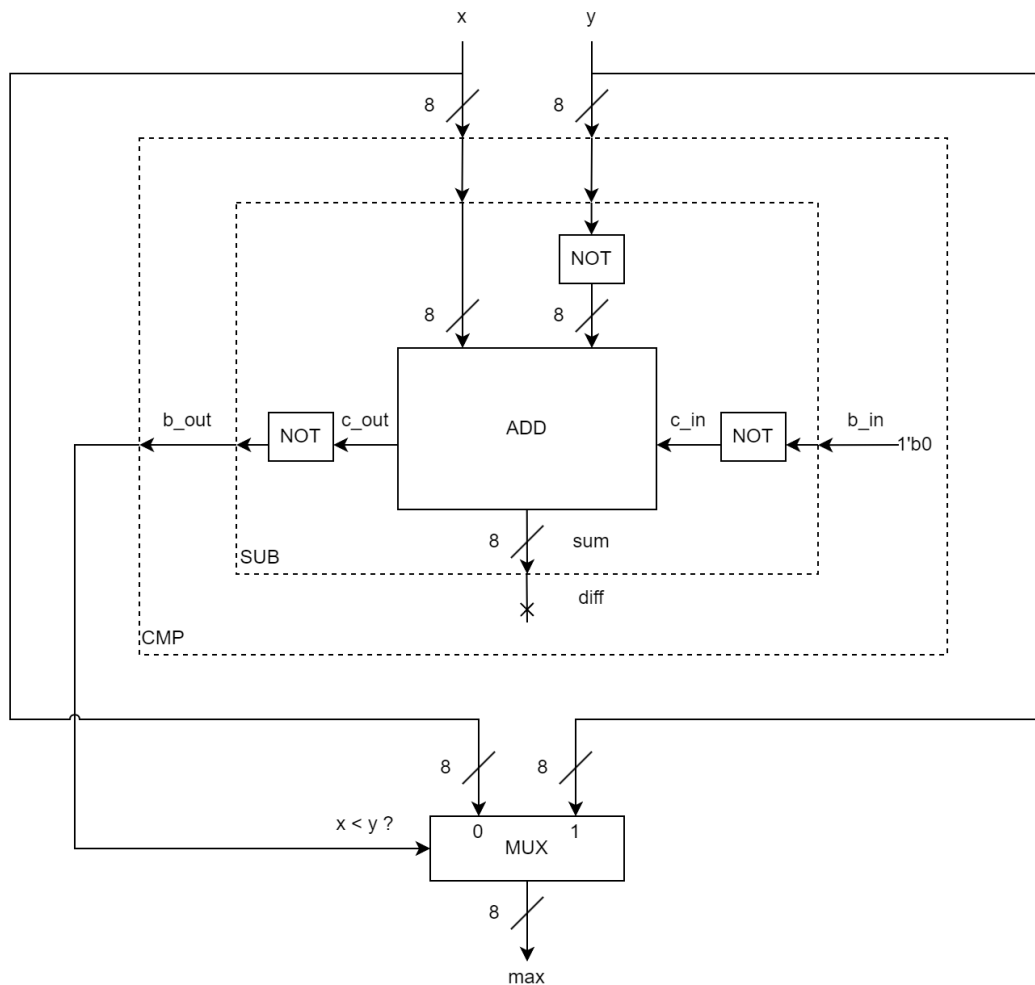 x
y
8
8
NOT
8
8
b_out
NOT
c_out
ADD
c_in
NOT
b_in
1'b0
8
sum
SUB
diff
CMP
8
8
x < y ?
0
1
MUX
8
max